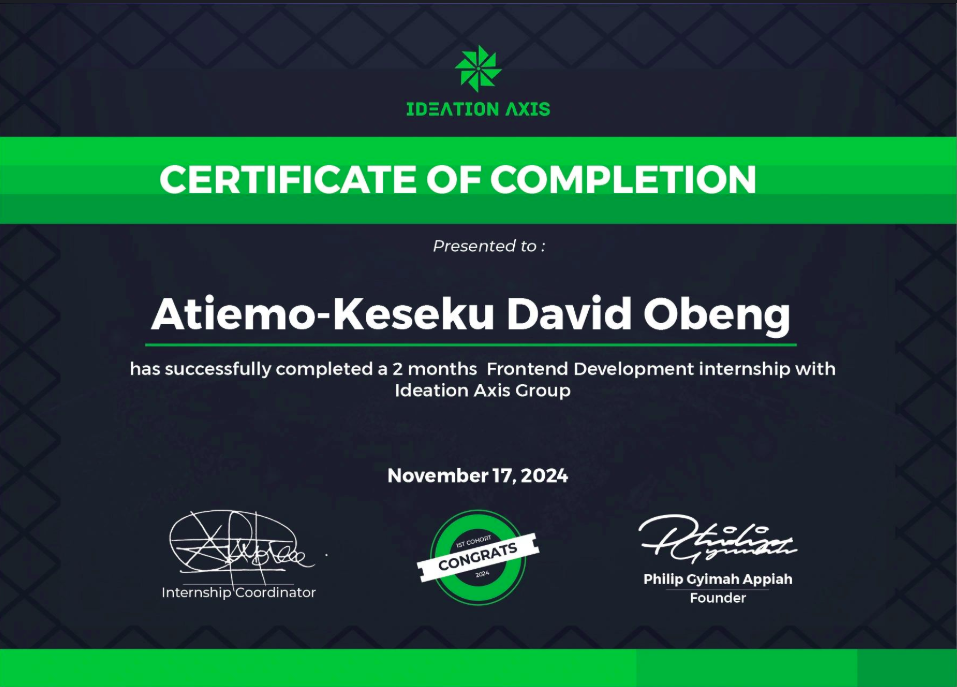 IDEATION AXIS
CERTIFICATE OF COMPLETION
Presented to :
Atiemo-Keseku David Obeng
has successfully completed a 2 months Frontend Development internship with
Ideation Axis Group
November 17, 2024
Internship Coordinator
1ST COHORT
CONGRATS
2024
Philip Gyimah Appiah
Founder